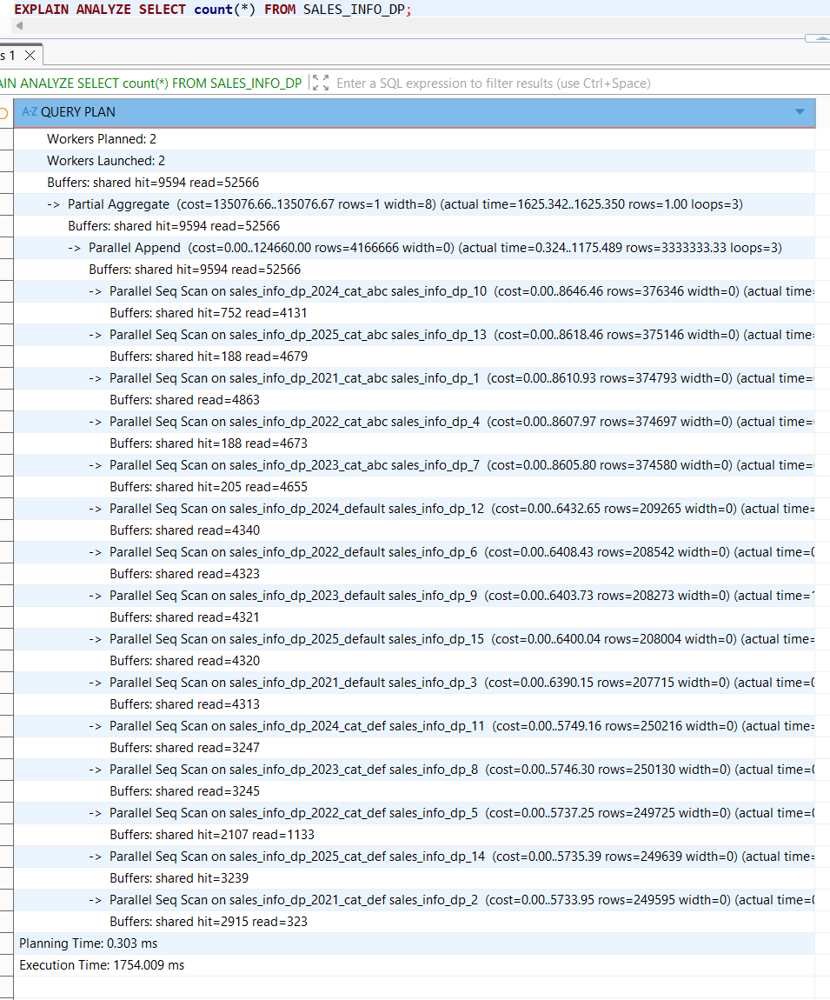 EXPLAIN ANALYZE SELECT count(*) FROM SALES_INFO_DP;
s 1
AIN ANALYZE SELECT count(*) FROM SALES_INFO_DP Enter a SQL expression to filter results (use Ctrl+Space)
A-Z QUERY PLAN
Workers Planned: 2
Workers Launched: 2
Buffers: shared hit=9594 read=52566
-> Partial Aggregate (cost=135076.66..135076.67 rows=1 width=8) (actual time=1625.342..1625.350 rows=1.00 loops=3)
Buffers: shared hit=9594 read=52566
-> Parallel Append (cost=0.00..124660.00 rows=4166666 width=0) (actual time=0.324..1175.489 rows=3333333.33 loops=3)
Buffers: shared hit=9594 read=52566
-> Parallel Seq Scan on sales_info_dp_2024_cat_abc sales_info_dp_10 (cost=0.00..8646.46 rows=376346 width=0) (actual time=
Buffers: shared hit=752 read=4131
-> Parallel Seq Scan on sales_info_dp_2025_cat_abc sales_info_dp_13 (cost=0.00..8618.46 rows=375146 width=0) (actual time=
Buffers: shared hit=188 read=4679
-> Parallel Seq Scan on sales_info_dp_2021_cat_abc sales_info_dp_1 (cost=0.00..8610.93 rows=374793 width=0) (actual time=
Buffers: shared read=4863
-> Parallel Seq Scan on sales_info_dp_2022_cat_abc sales_info_dp_4 (cost=0.00..8607.97 rows=374697 width=0) (actual time=
Buffers: shared hit=188 read=4673
-> Parallel Seq Scan on sales_info_dp_2023_cat_abc sales_info_dp_7 (cost=0.00..8605.80 rows=374580 width=0) (actual time=
Buffers: shared hit=205 read=4655
-> Parallel Seq Scan on sales_info_dp_2024_default sales_info_dp_12 (cost=0.00..6432.65 rows=209265 width=0) (actual time=
Buffers: shared read=4340
-> Parallel Seq Scan on sales_info_dp_2022_default sales_info_dp_6 (cost=0.00..6408.43 rows=208542 width=0) (actual time=0
Buffers: shared read=4323
-> Parallel Seq Scan on sales_info_dp_2023_default sales_info_dp_9 (cost=0.00..6403.73 rows=208273 width=0) (actual time=1
Buffers: shared read=4321
-> Parallel Seq Scan on sales_info_dp_2025_default sales_info_dp_15 (cost=0.00..6400.04 rows=208004 width=0) (actual time=
Buffers: shared read=4320
-> Parallel Seq Scan on sales_info_dp_2021_default sales_info_dp_3 (cost=0.00..6390.15 rows=207715 width=0) (actual time=0
Buffers: shared read=4313
-> Parallel Seq Scan on sales_info_dp_2024_cat_def sales_info_dp_11 (cost=0.00..5749.16 rows=250216 width=0) (actual time=
Buffers: shared read=3247
-> Parallel Seq Scan on sales_info_dp_2023_cat_def sales_info_dp_8 (cost=0.00..5746.30 rows=250130 width=0) (actual time=0
Buffers: shared read=3245
-> Parallel Seq Scan on sales_info_dp_2022_cat_def sales_info_dp_5 (cost=0.00..5737.25 rows=249725 width=0) (actual time=0
Buffers: shared hit=2107 read=1133
-> Parallel Seq Scan on sales_info_dp_2025_cat_def sales_info_dp_14 (cost=0.00..5735.39 rows=249639 width=0) (actual time=
Buffers: shared hit=3239
-> Parallel Seq Scan on sales_info_dp_2021_cat_def sales_info_dp_2 (cost=0.00..5733.95 rows=249595 width=0) (actual time=0
Buffers: shared hit=2915 read=323
Planning Time: 0.303 ms
Execution Time: 1754.009 ms